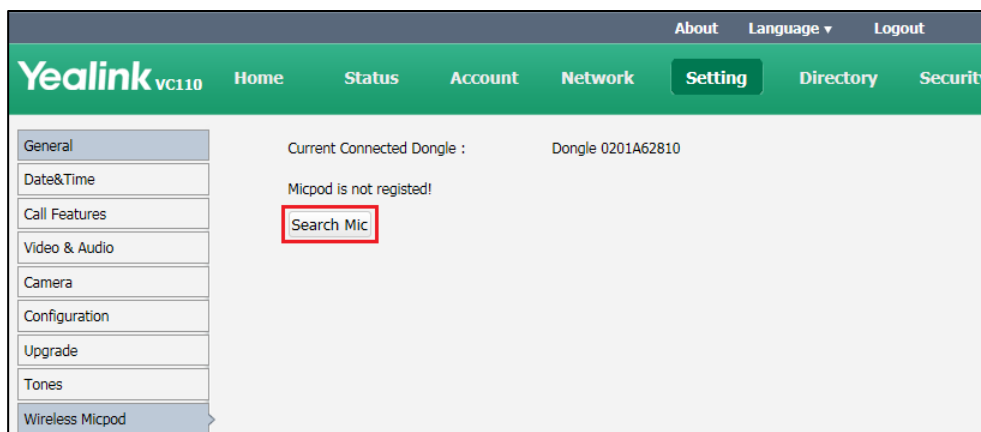 About Language ▾ Logout
Yealink VC110 Home Status Account Network Setting Directory
General
Current Connected Dongle : Dongle 0201A62810
Date&Time
Micpod is not registed!
Call Features
Search Mic
Video & Audio
Camera
Configuration
Upgrade
Tones
Wireless Micpod